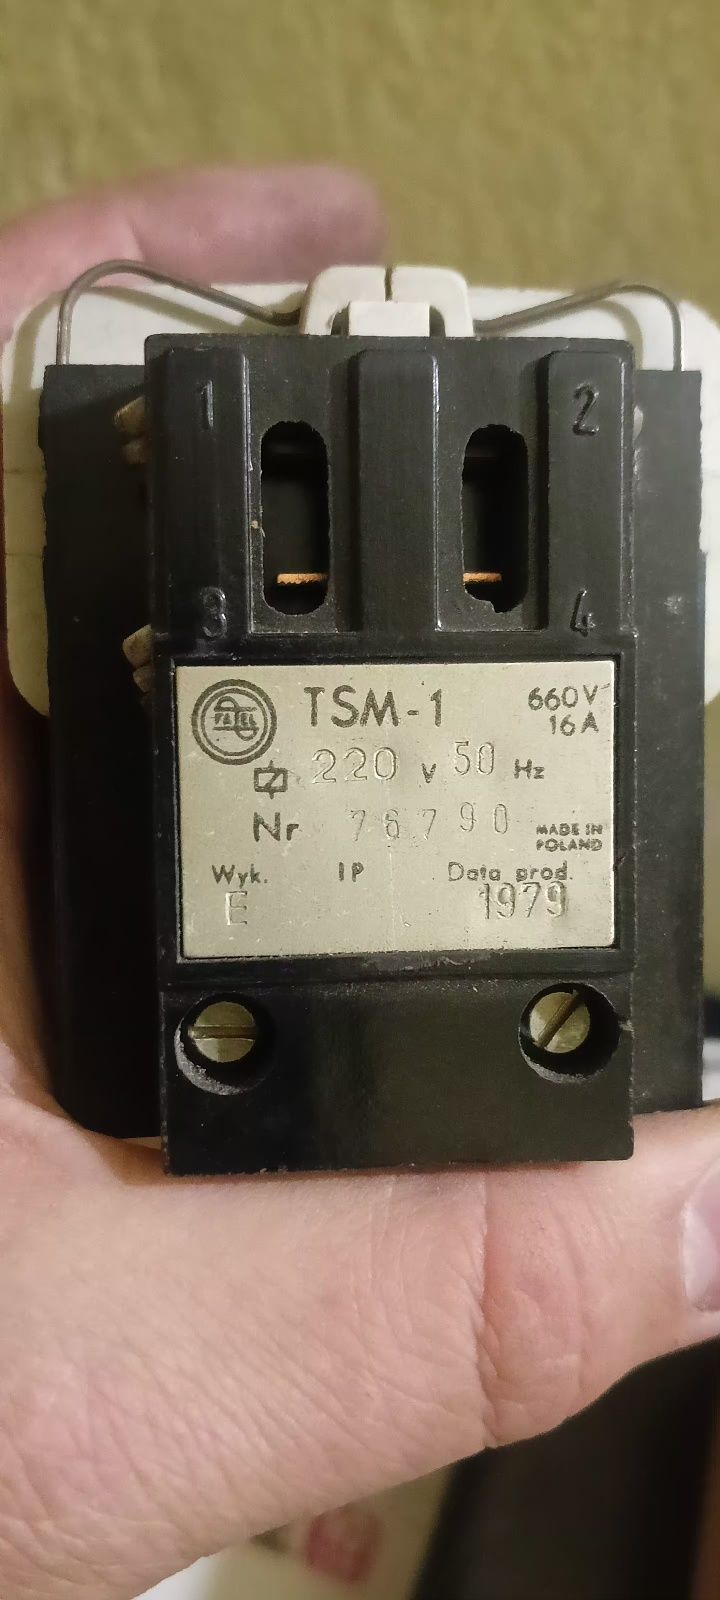 1 2
3 4
FAEL
TSM-1 660V
16A
220 V 50 Hz
Nr 76790 MADE IN
POLAND
Wyk. IP Data prod.
E 1979